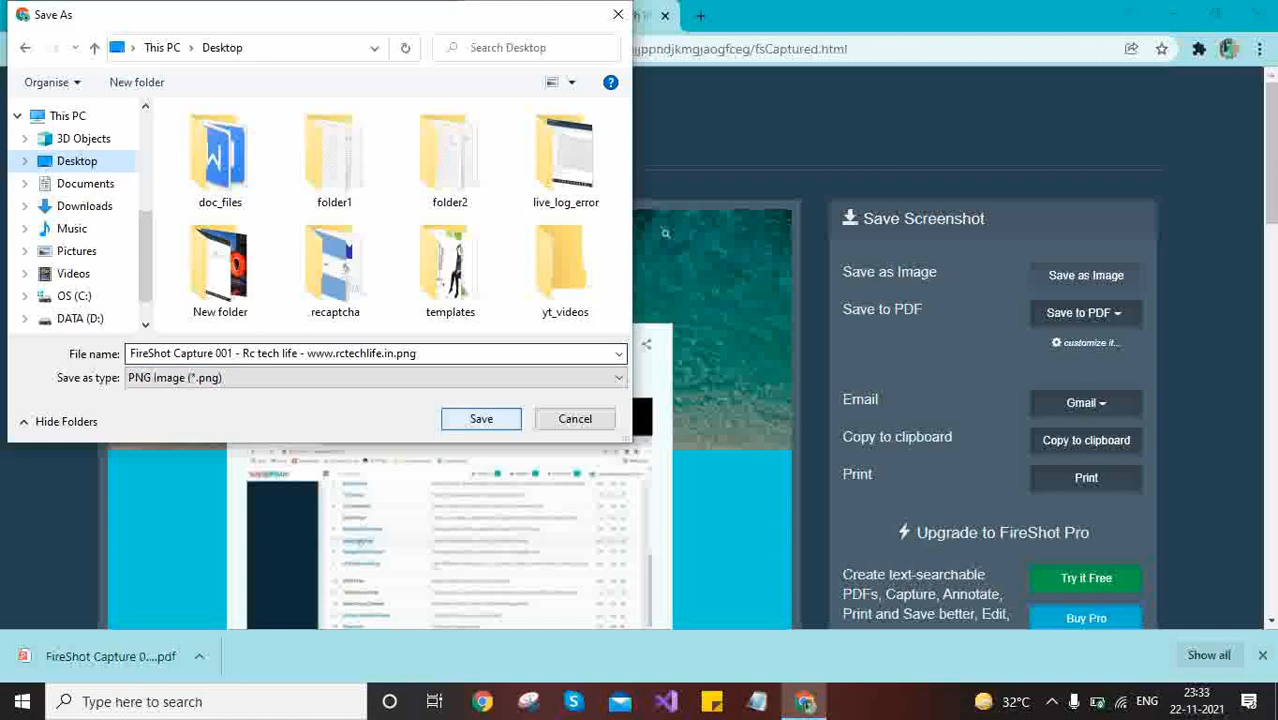 Save As
This PC > Desktop
Search Desktop
jjppndjkmgjaogfceg/fsCaptured.html
Organise
New folder
This PC
3D Objects
Desktop
Documents
Downloads
Music
Pictures
Videos
OS (C:)
DATA (D:)
doc_files
folder1
folder2
live_log_error
New folder
recaptcha
templates
yt_videos
File name:
FireShot Capture 001 - Rc tech life - www.rctechlife.in.png
Save as type:
PNG Image (*.png)
Hide Folders
Save
Cancel
Save Screenshot
Save as Image
Save as Image
Save to PDF
Save to PDF
customize it...
Email
Gmail
Copy to clipboard
Copy to clipboard
Print
Print
Upgrade to FireShot Pro
Create text-searchable
PDFs, Capture, Annotate,
Print and Save better, Edit,
Try it Free
Buy Pro
FireShot Capture 0....pdf
Show all
Type here to search
32°C
ENG
23:33
22-11-2021